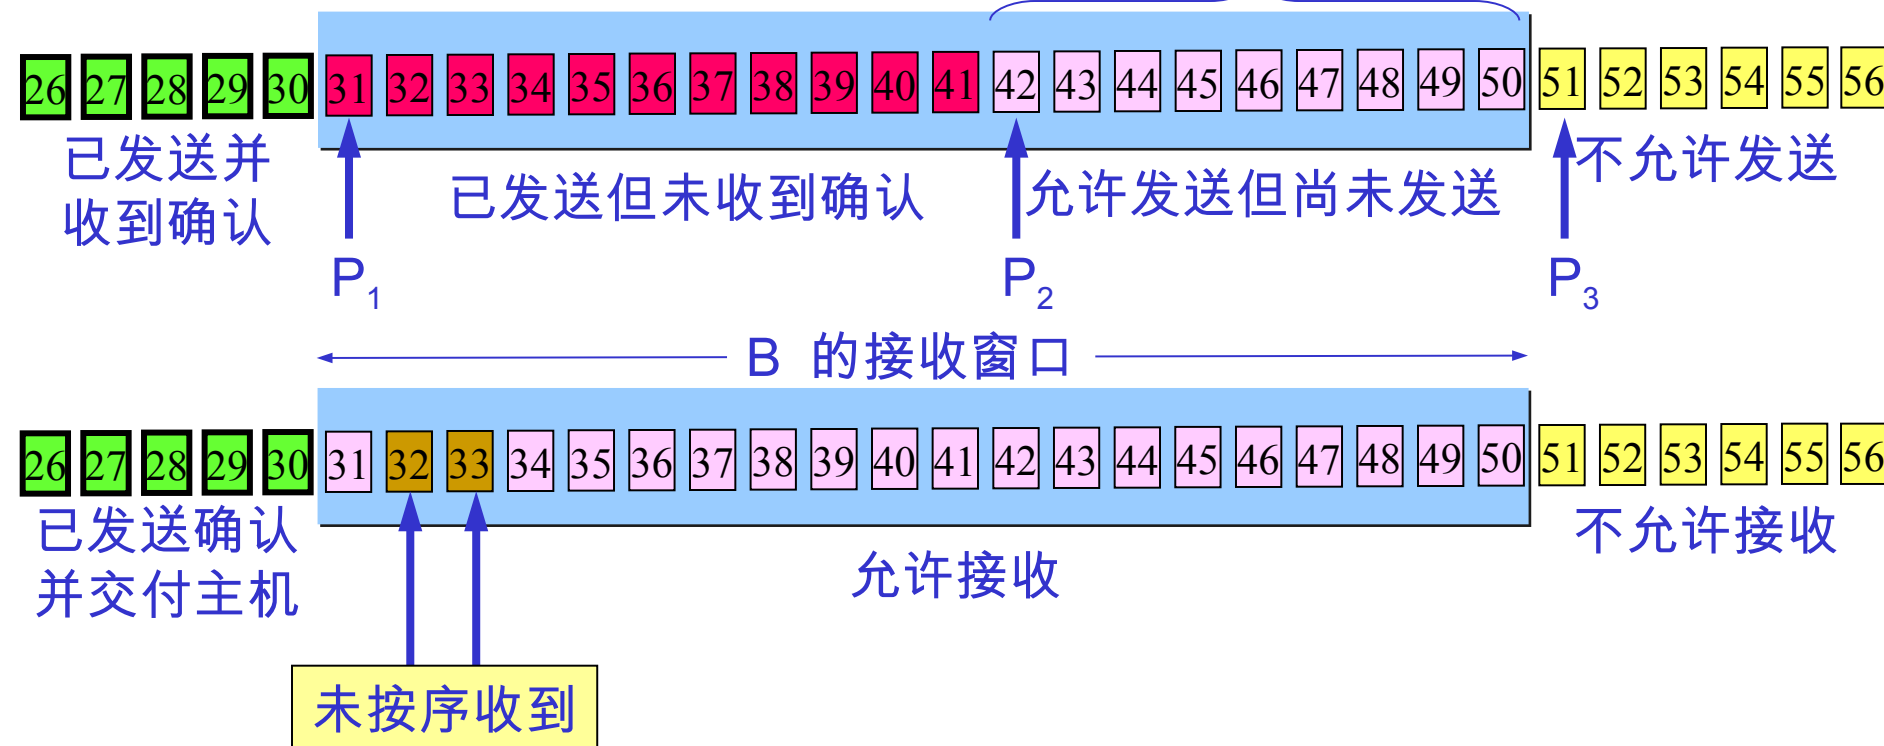 26 27 28 29 30 31 32 33 34 35 36 37 38 39 40 41 42 43 44 45 46 47 48 49 50 51 52 53 54 55 56
已发送并
收到确认
已发送但未收到确认
允许发送但尚未发送
不允许发送
P1
P2
P3
B 的接收窗口
26 27 28 29 30 31 32 33 34 35 36 37 38 39 40 41 42 43 44 45 46 47 48 49 50 51 52 53 54 55 56
已发送确认
并交付主机
允许接收
不允许接收
未按序收到